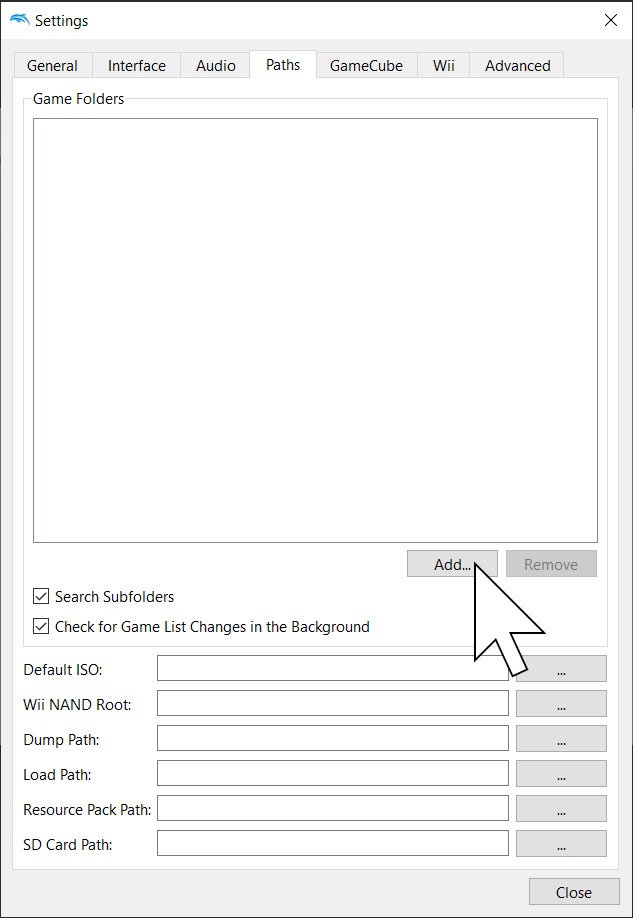 Settings
General Interface Audio Paths GameCube Wii Advanced
Game Folders
Add... Remove
Search Subfolders
Check for Game List Changes in the Background
Default ISO: ...
Wii NAND Root: ...
Dump Path: ...
Load Path: ...
Resource Pack Path: ...
SD Card Path: ...
Close